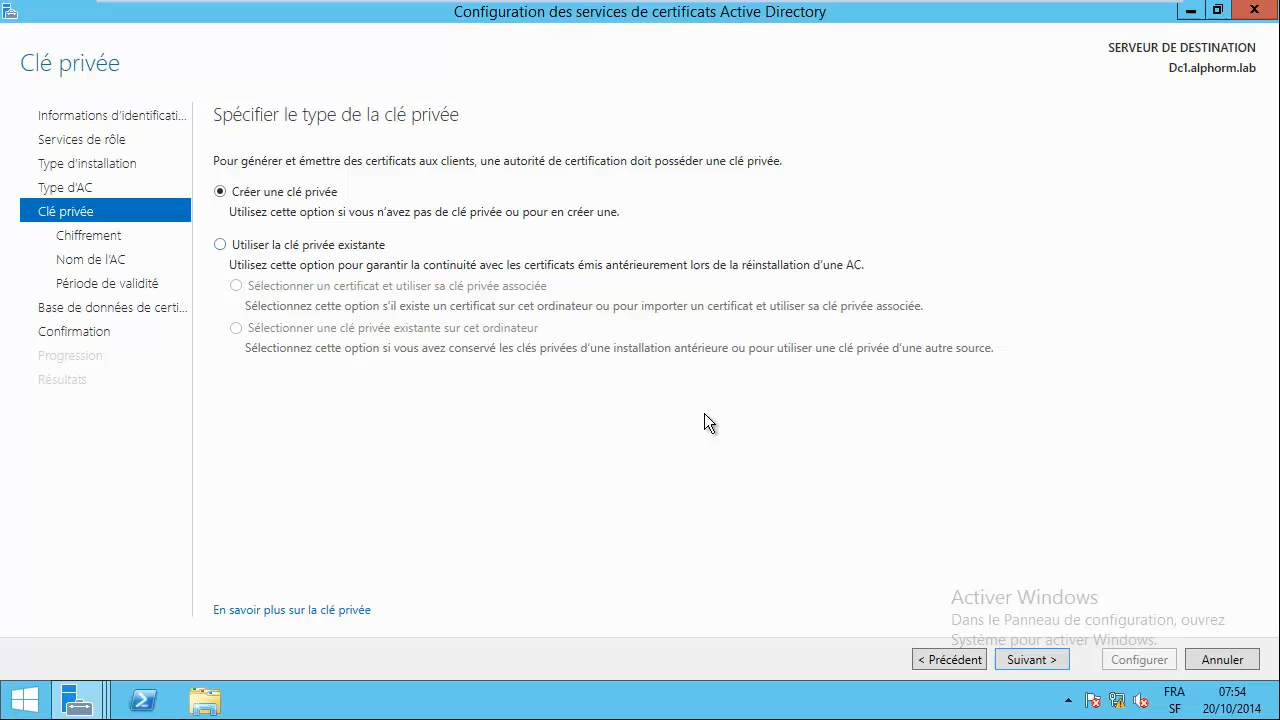 Configuration des services de certificats Active Directory
Clé privée
SERVEUR DE DESTINATION
Dc1.alphorm.lab
Informations d'identificati...
Services de rôle
Type d'installation
Type d'AC
Clé privée
Chiffrement
Nom de l'AC
Période de validité
Base de données de certi...
Confirmation
Progression
Résultats
Spécifier le type de la clé privée
Pour générer et émettre des certificats aux clients, une autorité de certification doit posséder une clé privée.
Créer une clé privée
Utilisez cette option si vous n'avez pas de clé privée ou pour en créer une.
Utiliser la clé privée existante
Utilisez cette option pour garantir la continuité avec les certificats émis antérieurement lors de la réinstallation d'une AC.
Sélectionner un certificat et utiliser sa clé privée associée
Sélectionnez cette option s'il existe un certificat sur cet ordinateur ou pour importer un certificat et utiliser sa clé privée associée.
Sélectionner une clé privée existante sur cet ordinateur
Sélectionnez cette option si vous avez conservé les clés privées d'une installation antérieure ou pour utiliser une clé privée d'une autre source.
En savoir plus sur la clé privée
Activer Windows
Dans le Panneau de configuration, ouvrez
Système pour activer Windows.
< Précédent
Suivant >
Configurer
Annuler
FRA
SF
07:54
20/10/2014